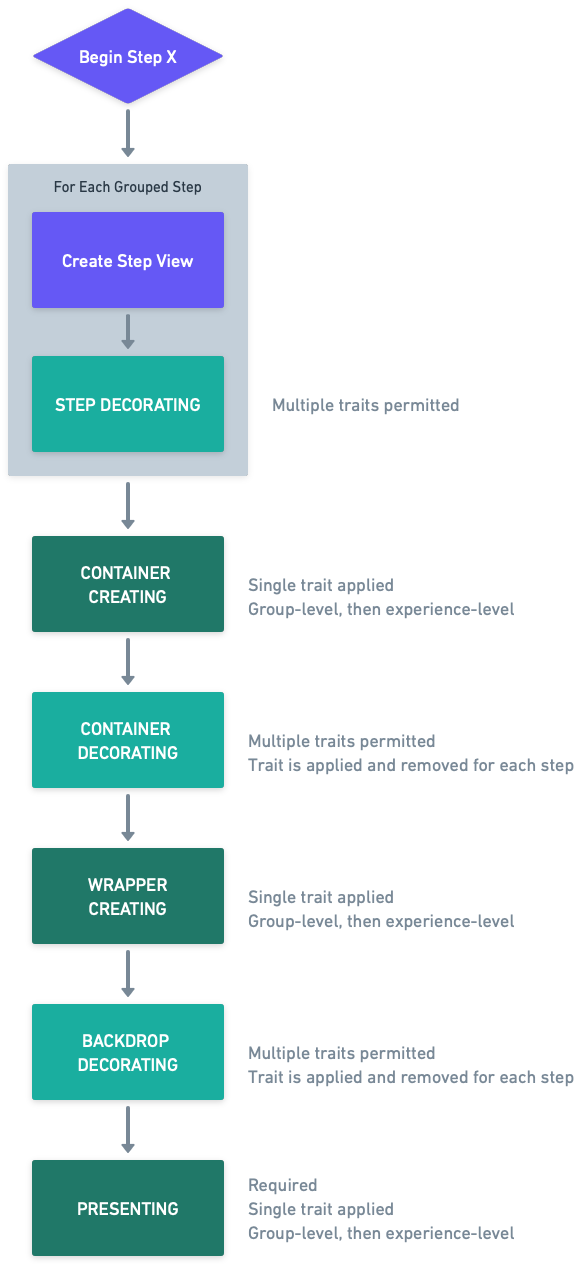 Begin Step X
For Each Grouped Step
Create Step View
STEP DECORATING
Multiple traits permitted
CONTAINER
CREATING
Single trait applied
Group-level, then experience-level
CONTAINER
DECORATING
Multiple traits permitted
Trait is applied and removed for each step
WRAPPER
CREATING
Single trait applied
Group-level, then experience-level
BACKDROP
DECORATING
Multiple traits permitted
Trait is applied and removed for each step
PRESENTING
Required
Single trait applied
Group-level, then experience-level